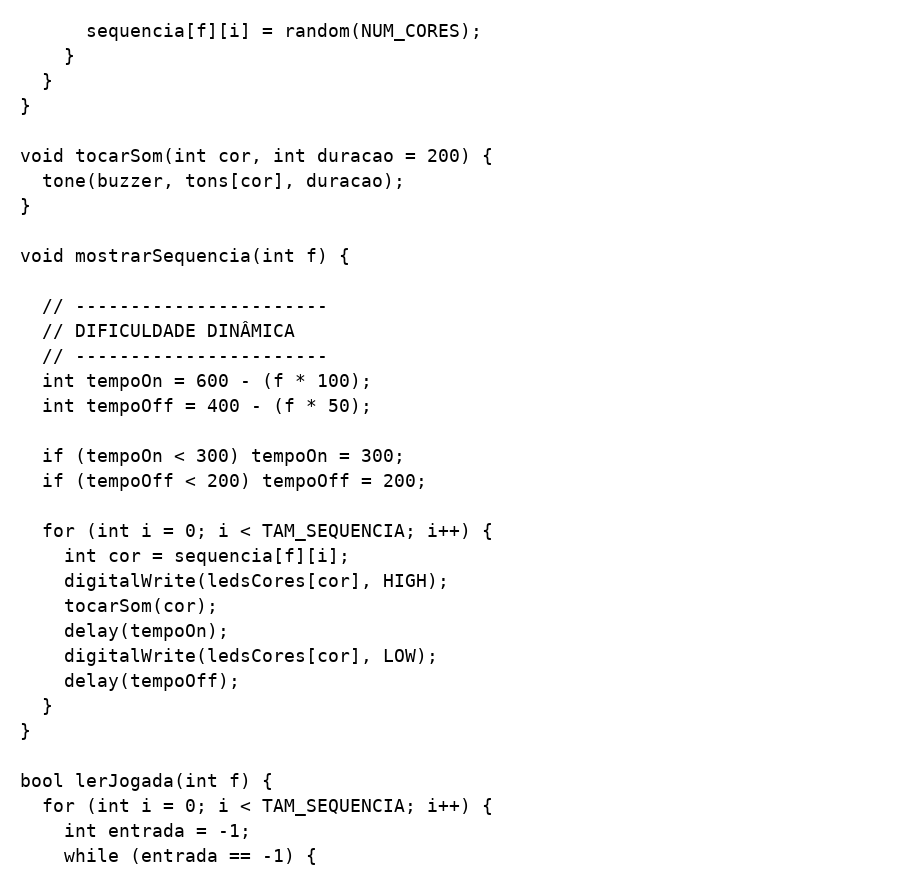 sequencia[f][i] = random(NUM_CORES);
    }
  }
}

void tocarSom(int cor, int duracao = 200) {
  tone(buzzer, tons[cor], duracao);
}

void mostrarSequencia(int f) {

  // -----------------------
  // DIFICULDADE DINÂMICA
  // -----------------------
  int tempoOn = 600 - (f * 100);
  int tempoOff = 400 - (f * 50);

  if (tempoOn < 300) tempoOn = 300;
  if (tempoOff < 200) tempoOff = 200;

  for (int i = 0; i < TAM_SEQUENCIA; i++) {
    int cor = sequencia[f][i];
    digitalWrite(ledsCores[cor], HIGH);
    tocarSom(cor);
    delay(tempoOn);
    digitalWrite(ledsCores[cor], LOW);
    delay(tempoOff);
  }
}

bool lerJogada(int f) {
  for (int i = 0; i < TAM_SEQUENCIA; i++) {
    int entrada = -1;
    while (entrada == -1) {